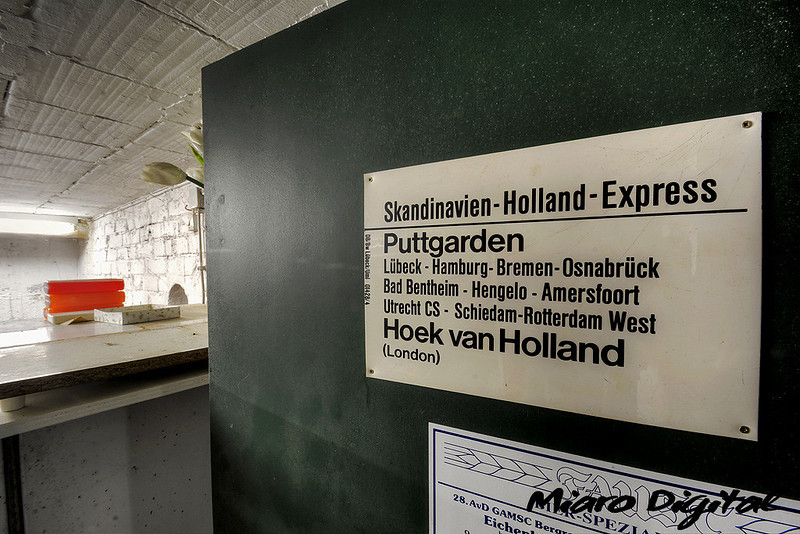 Skandinavien-Holland-Express
Puttgarden
Lübeck - Hamburg - Bremen - Osnabrück
Bad Bentheim - Hengelo - Amersfoort
Utrecht CS - Schiedam-Rotterdam West
Hoek van Holland
(London)
28. AvD GAMSC
Miaro Digital